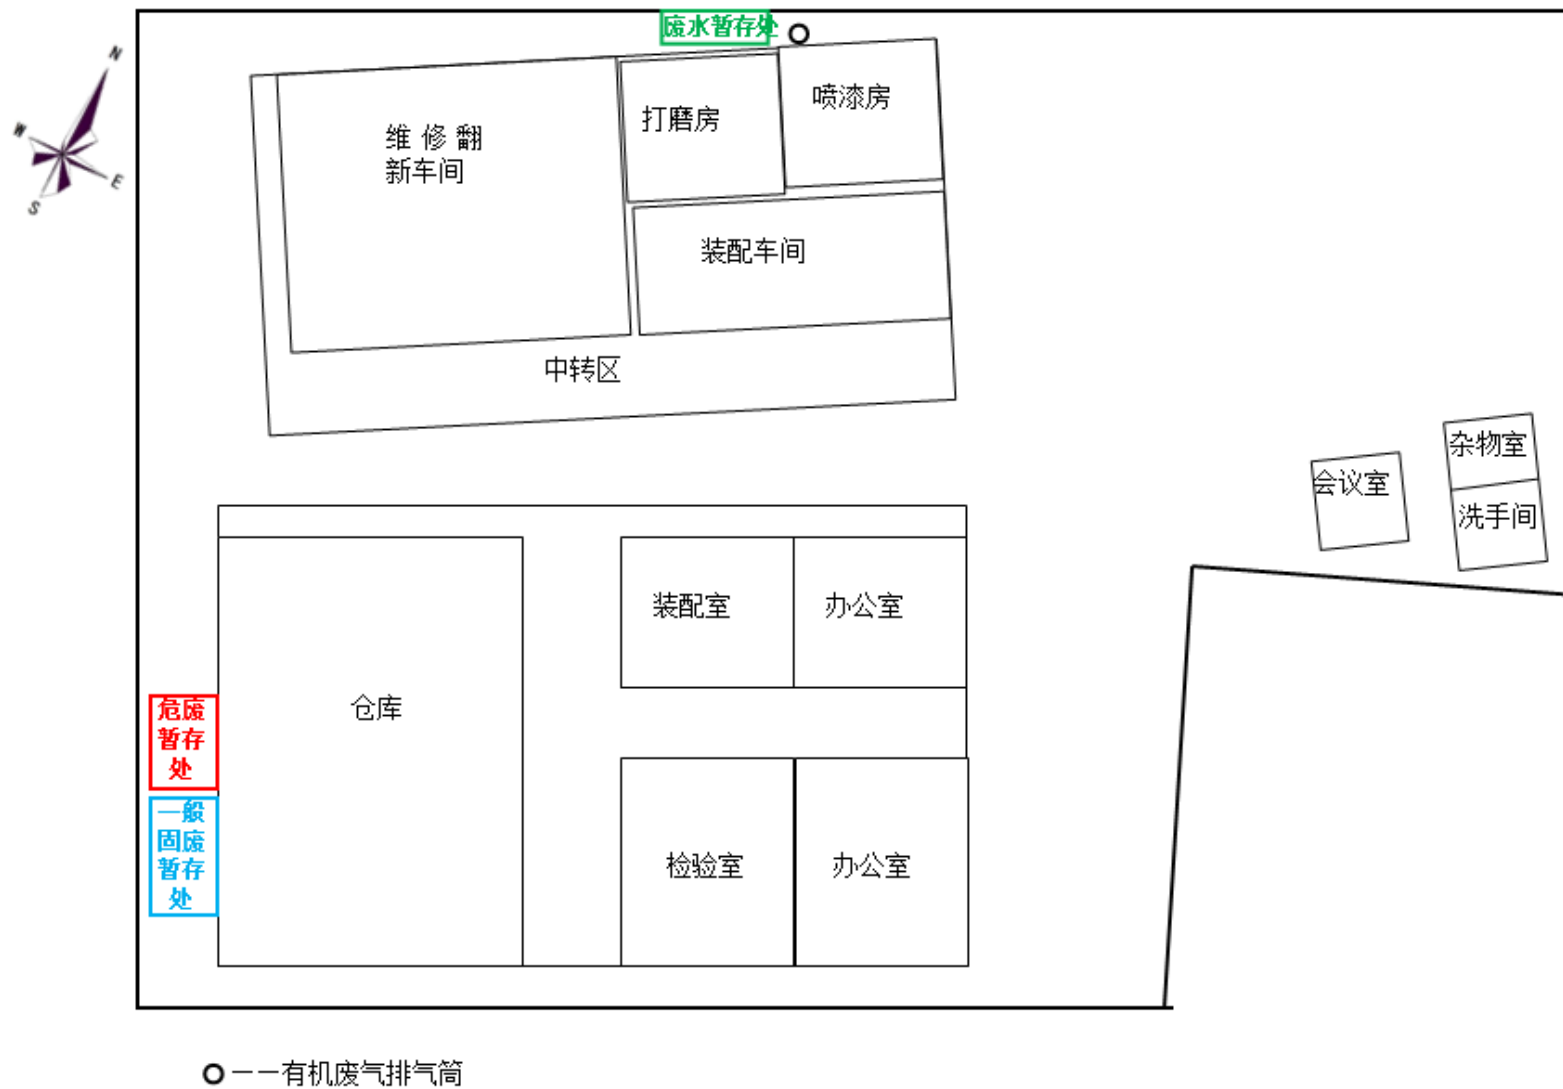 废水暂存处
N
W
E
S
喷漆房
打磨房
维 修 翻
新车间
装配车间
中转区
杂物室
会议室
洗手间
装配室
办公室
仓库
危废
暂存
处
一般
固废
暂存
处
检验室
办公室
——有机废气排气筒